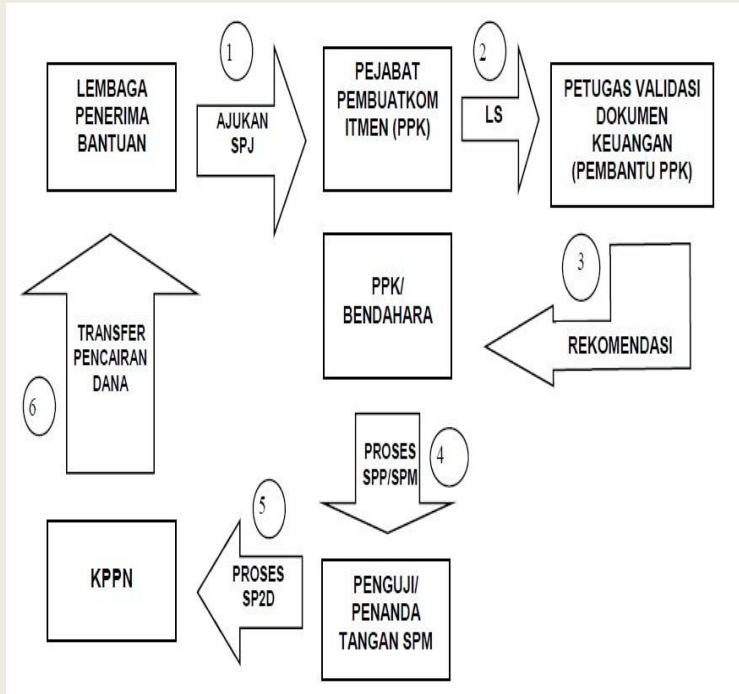 1
LEMBAGA
PENERIMA
BANTUAN
AJUKAN
SPJ
PEJABAT
PEMBUATKOM
ITMEN (PPK)
2
LS
PETUGAS VALIDASI
DOKUMEN
KEUANGAN
(PEMBANTU PPK)
3
REKOMENDASI
PPK/
BENDAHARA
PROSES
SPP/SPM
4
PENGUJI/
PENANDA
TANGAN SPM
5
PROSES
SP2D
KPPN
6
TRANSFER
PENCAIRAN
DANA